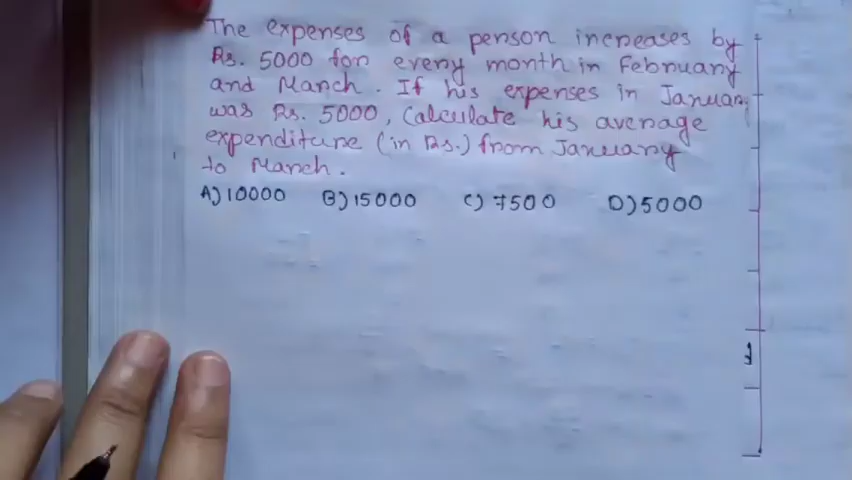 The expenses of a person increases by
Rs. 5000 for every month in February
and March. If his expenses in January
was Rs. 5000, Calculate his average
expenditure (in Rs.) from January
to March.
A) 10000 B) 15000 C) 7500 D) 5000